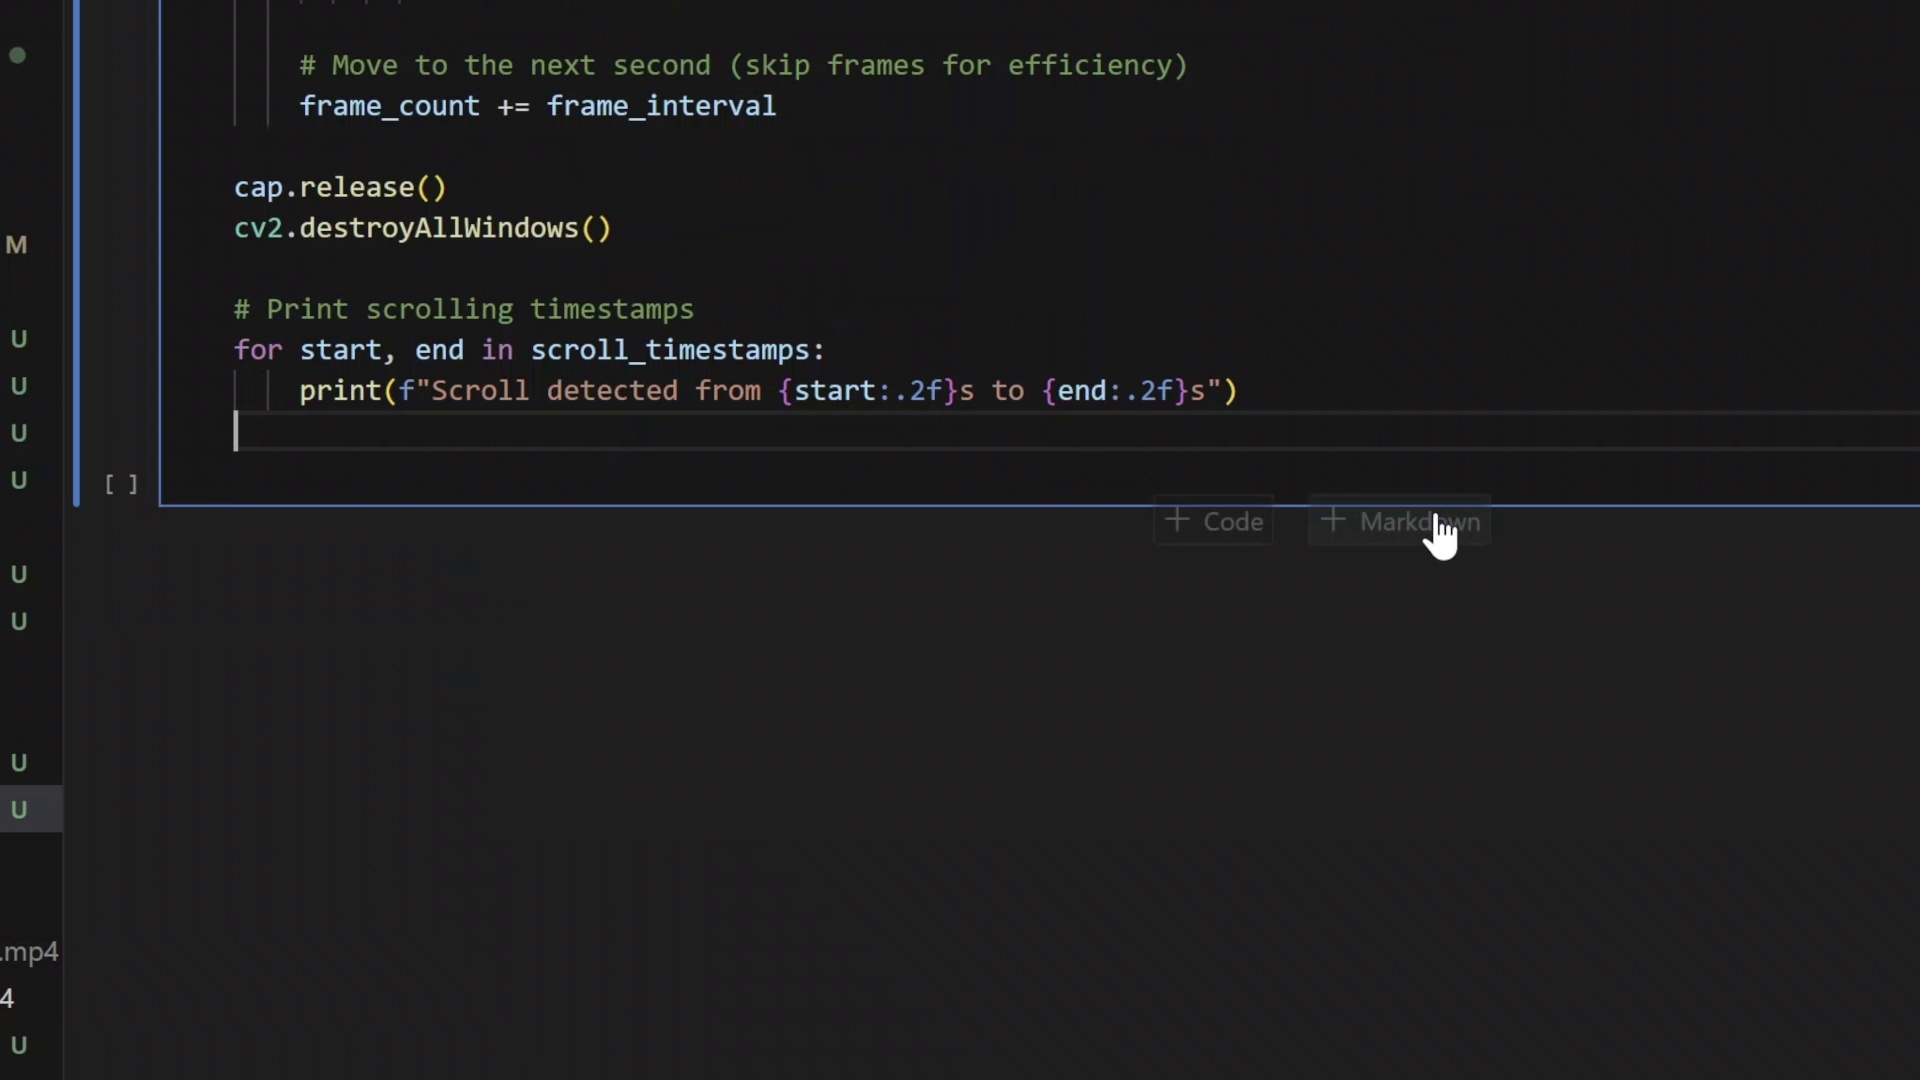 # Move to the next second (skip frames for efficiency)
frame_count += frame_interval
cap.release()
M
cv2.destroyAllWindows()
# Print scrolling timestamps
U
for start, end in scroll_timestamps:
U
print(f"Scroll detected from {start:.2f}s to {end:.2f}s")
U
U
[ ]
+ Code
+ Markdown
U
U
U
U
.mp4
4
U